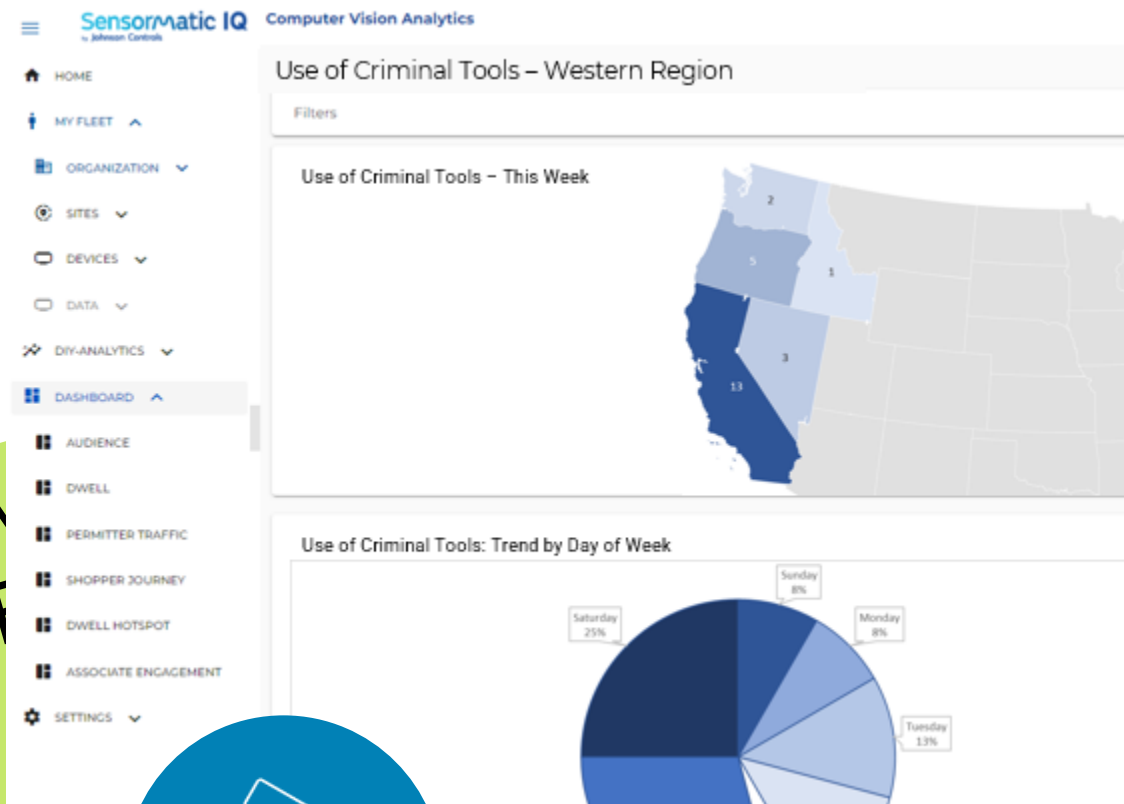 Sensormatic IQ
by Johnson Controls
Computer Vision Analytics
HOME
MY FLEET
ORGANIZATION
SITES
DEVICES
DATA
DIY-ANALYTICS
DASHBOARD
AUDIENCE
DWELL
PERMITTER TRAFFIC
SHOPPER JOURNEY
DWELL HOTSPOT
ASSOCIATE ENGAGEMENT
SETTINGS
Use of Criminal Tools – Western Region
Filters
Use of Criminal Tools – This Week
2
5
1
3
13
Use of Criminal Tools: Trend by Day of Week
Sunday
8%
Saturday
25%
Monday
8%
Tuesday
13%